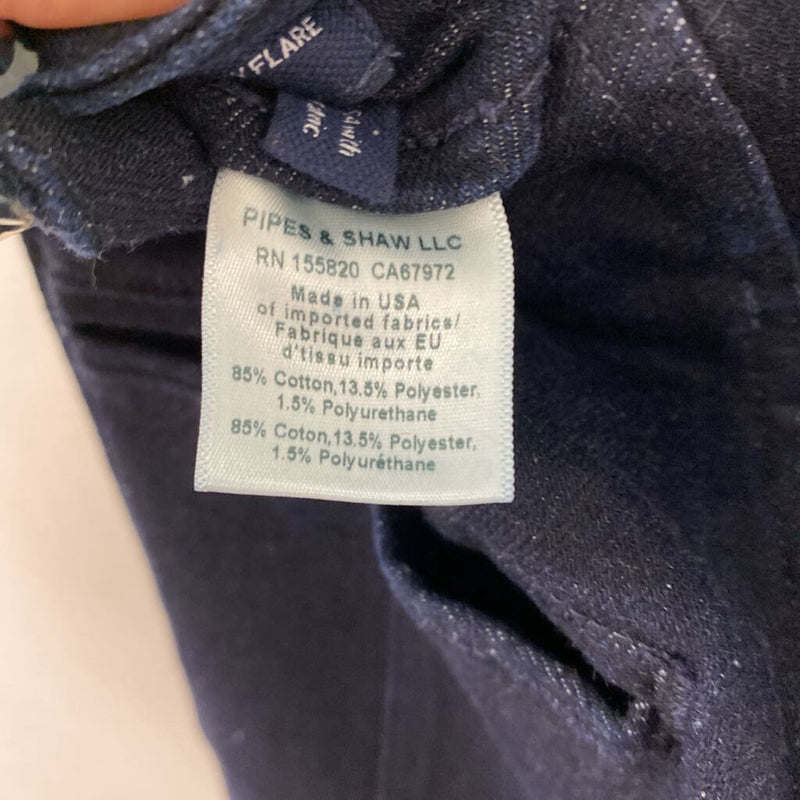 FLARE
with
PIPES & SHAW LLC
RN 155820 CA67972
Made in USA
of imported fabrics/
Fabrique aux EU
d'tissu importe
85% Cotton,13.5% Polyester,
1.5% Polyurethane
85% Coton,13.5% Polyester,
1.5% Polyuréthane